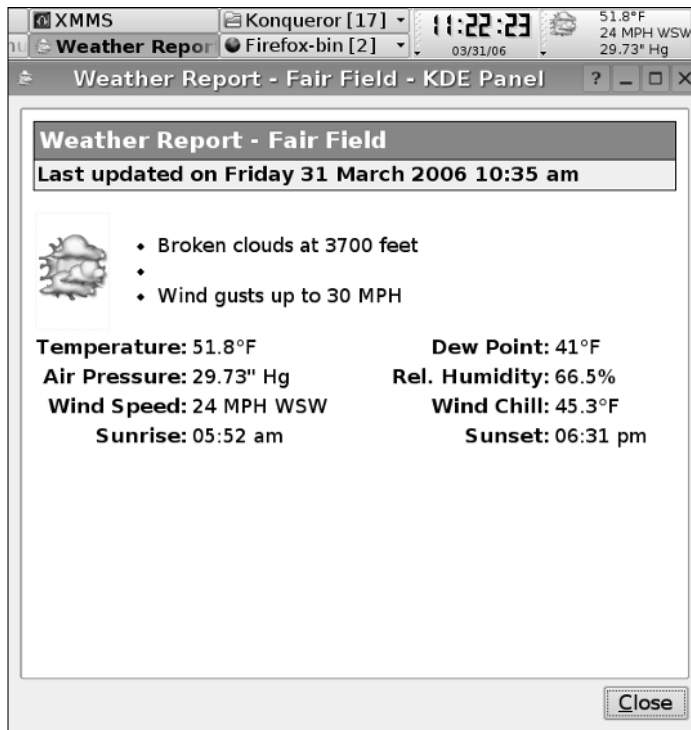 XMMS
Konqueror [17]
11:22:23
51.8°F
24 MPH WSW
Weather Repor
Firefox-bin [2]
03/31/06
29.73" Hg
Weather Report - Fair Field - KDE Panel
Weather Report - Fair Field
Last updated on Friday 31 March 2006 10:35 am
Broken clouds at 3700 feet
Wind gusts up to 30 MPH
Temperature: 51.8°F Dew Point: 41°F
Air Pressure: 29.73" Hg Rel. Humidity: 66.5%
Wind Speed: 24 MPH WSW Wind Chill: 45.3°F
Sunrise: 05:52 am Sunset: 06:31 pm
Close